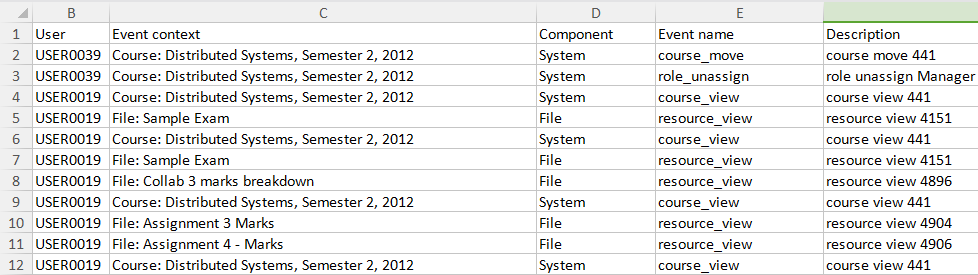 B C D E
1 User Event context Component Event name Description
2 USER0039 Course: Distributed Systems, Semester 2, 2012 System course_move course move 441
3 USER0039 Course: Distributed Systems, Semester 2, 2012 System role_unassign role unassign Manager
4 USER0019 Course: Distributed Systems, Semester 2, 2012 System course_view course view 441
5 USER0019 File: Sample Exam File resource_view resource view 4151
6 USER0019 Course: Distributed Systems, Semester 2, 2012 System course_view course view 441
7 USER0019 File: Sample Exam File resource_view resource view 4151
8 USER0019 File: Collab 3 marks breakdown File resource_view resource view 4896
9 USER0019 Course: Distributed Systems, Semester 2, 2012 System course_view course view 441
10 USER0019 File: Assignment 3 Marks File resource_view resource view 4904
11 USER0019 File: Assignment 4 - Marks File resource_view resource view 4906
12 USER0019 Course: Distributed Systems, Semester 2, 2012 System course_view course view 441